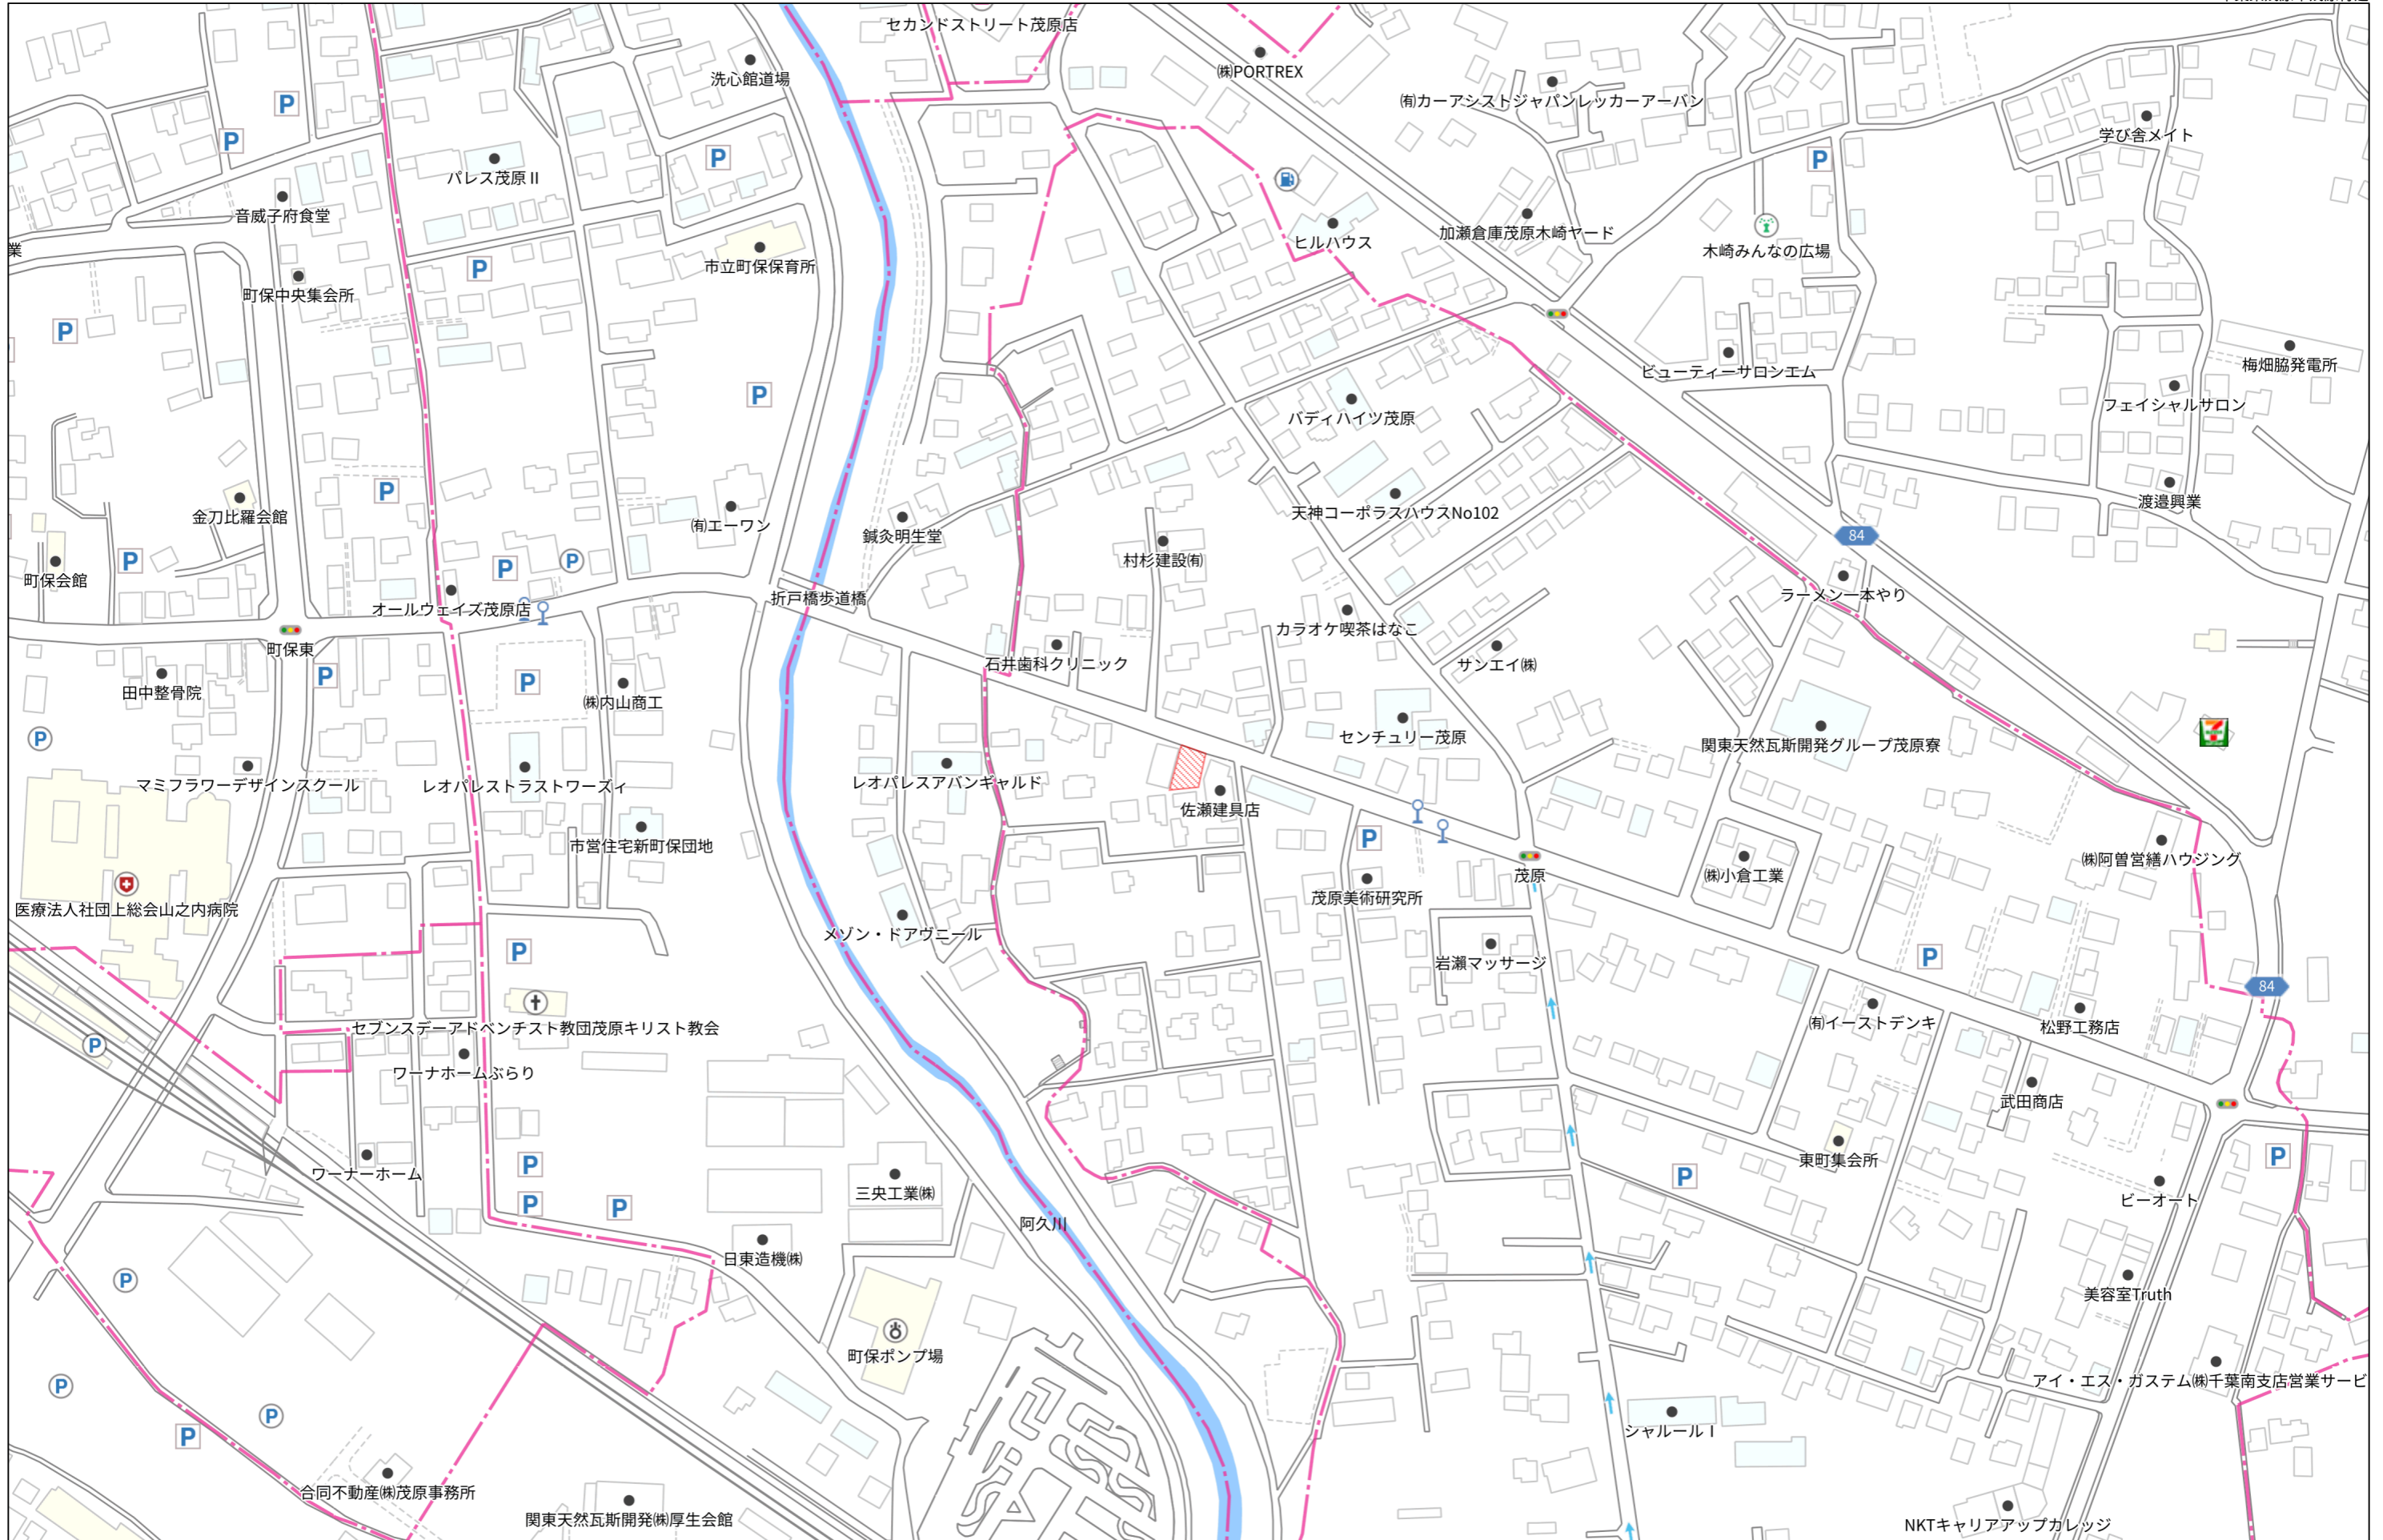 セカンドストリート茂原店
洗心館道場
㈱PORTREX
㈲カーアシストジャパンレッカーアーバン
P
P
学び舎メイト
P
P
パレス茂原Ⅱ
音威子府食堂
ヒルハウス
加瀬倉庫茂原木崎ヤード
木崎みんなの広場
業
市立町保保育所
P
町保中央集会所
P
梅畑脇発電所
ビューティーサロンエム
フェイシャルサロン
P
バディハイツ茂原
P
渡邉興業
金刀比羅会館
天神コーポラスハウスNo102
㈲エーワン
鍼灸明生堂
84
P
P
P
村杉建設㈲
町保会館
ラーメン一本やり
折戸橋歩道橋
オールウェイズ茂原店
カラオケ喫茶はなこ
町保東
石井歯科クリニック
サンエイ㈱
P
P
田中整骨院
㈱内山商工
P
センチュリー茂原
関東天然瓦斯開発グループ茂原寮
マミフラワーデザインスクール
レオパレストラストワーズィ
レオパレスアバンギャルド
佐瀬建具店
P
市営住宅新町保団地
㈱阿曽営繕ハウジング
茂原
㈱小倉工業
茂原美術研究所
医療法人社団上総会山之内病院
メゾン・ドアヴニール
P
岩瀬マッサージ
P
84
セブンスデーアドベンチスト教団茂原キリスト教会
㈲イーストデンキ
松野工務店
P
ワーナホームぶらり
武田商店
P
東町集会所
P
P
ワーナーホーム
三央工業㈱
ビーオート
P
P
阿久川
日東造機㈱
P
美容室Truth
町保ポンプ場
アイ・エス・ガステム㈱千葉南支店営業サービ
P
P
P
シャルールⅠ
合同不動産㈱茂原事務所
関東天然瓦斯開発㈱厚生会館
NKTキャリアアップカレッジ